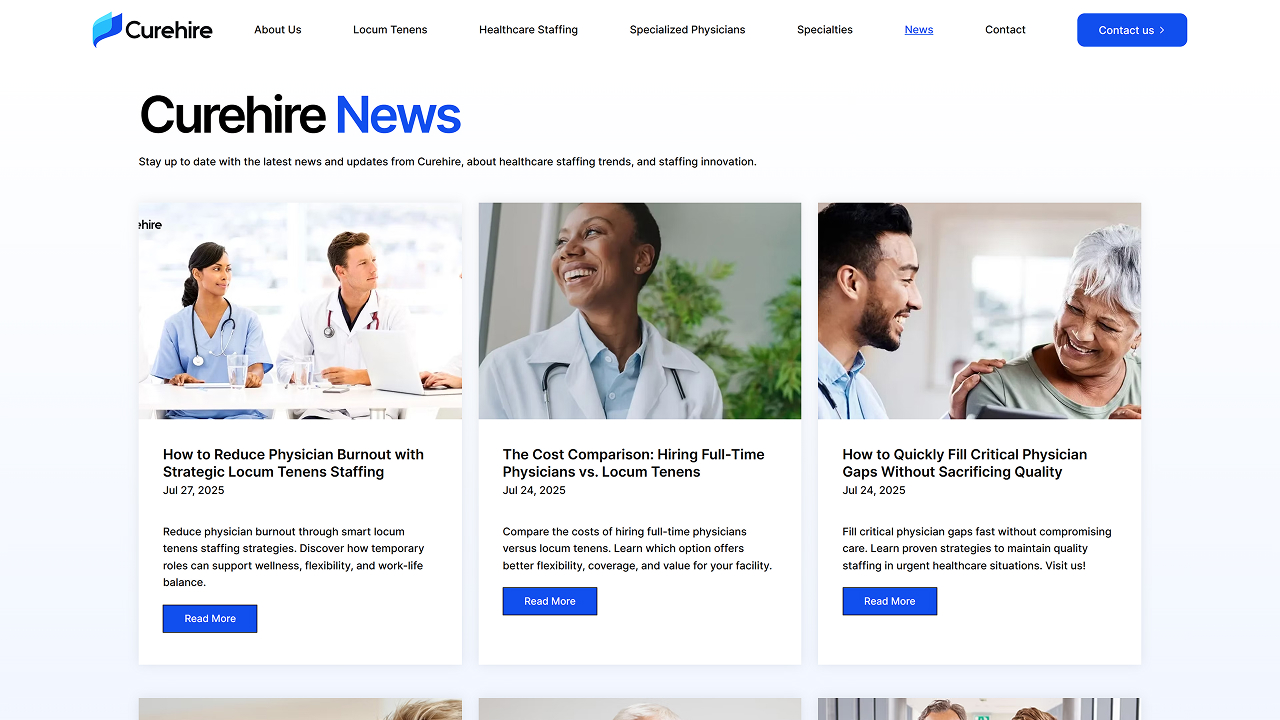 Curehire
About Us
Locum Tenens
Healthcare Staffing
Specialized Physicians
Specialties
News
Contact
Contact us
Curehire News
Stay up to date with the latest news and updates from Curehire, about healthcare staffing trends, and staffing innovation.
ehire
How to Reduce Physician Burnout with
Strategic Locum Tenens Staffing
Jul 27, 2025
Reduce physician burnout through smart locum
tenens staffing strategies. Discover how temporary
roles can support wellness, flexibility, and work-life
balance.
Read More
The Cost Comparison: Hiring Full-Time
Physicians vs. Locum Tenens
Jul 24, 2025
Compare the costs of hiring full-time physicians
versus locum tenens. Learn which option offers
better flexibility, coverage, and value for your facility.
Read More
How to Quickly Fill Critical Physician
Gaps Without Sacrificing Quality
Jul 24, 2025
Fill critical physician gaps fast without compromising
care. Learn proven strategies to maintain quality
staffing in urgent healthcare situations. Visit us!
Read More